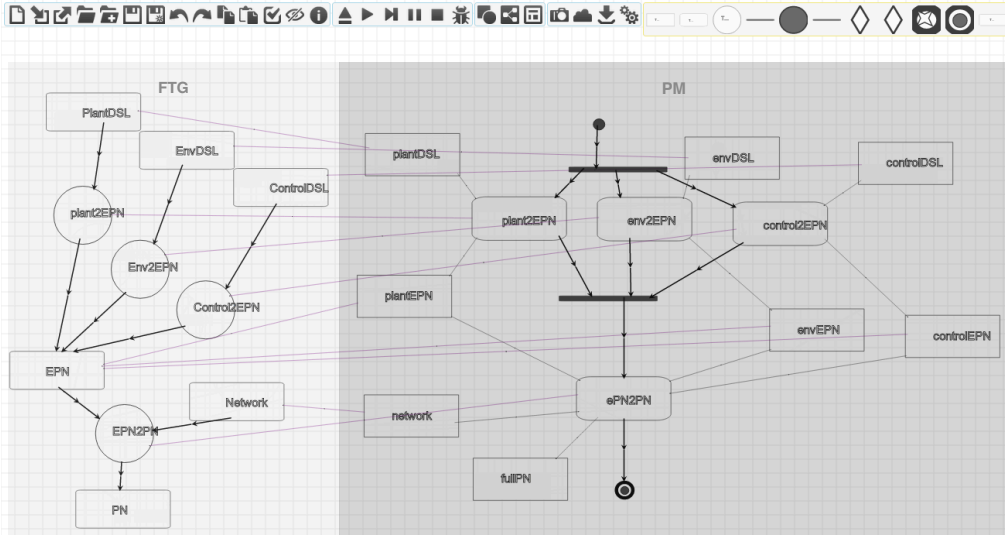 FTG
PM
PlantDSL
EnvDSL
plantDSL
envDSL
controlDSL
ControlDSL
plant2EPN
plant2EPN
env2EPN
control2EPN
Env2EPN
plantEPN
Control2EPN
envEPN
controlEPN
EPN
Network
network
ePN2PN
EPN2PN
fullPN
PN